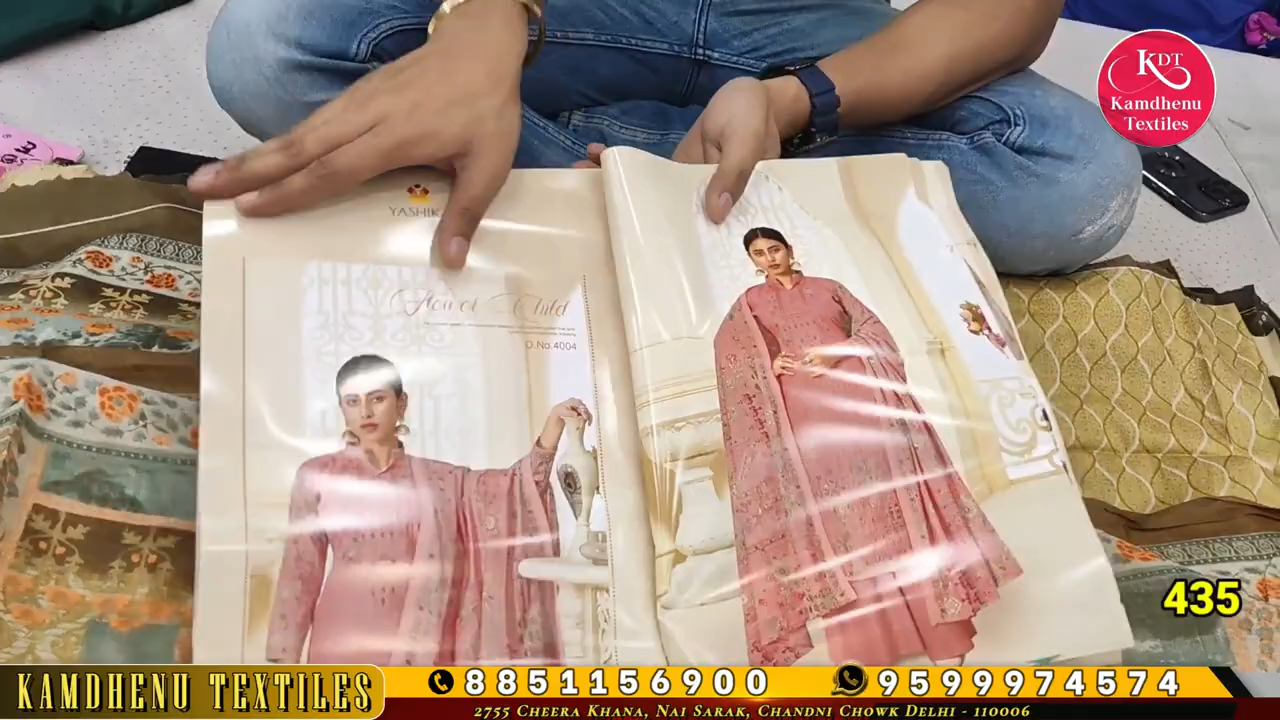 KDT
Kamdhenu
Textiles
YASHIK
Flower Child
D.No.4004
435
KAMDHENU TEXTILES
8851156900
9599974574
2755 CHEERA KHANA, NAI SARAK, CHANDNI CHOWK DELHI - 110006